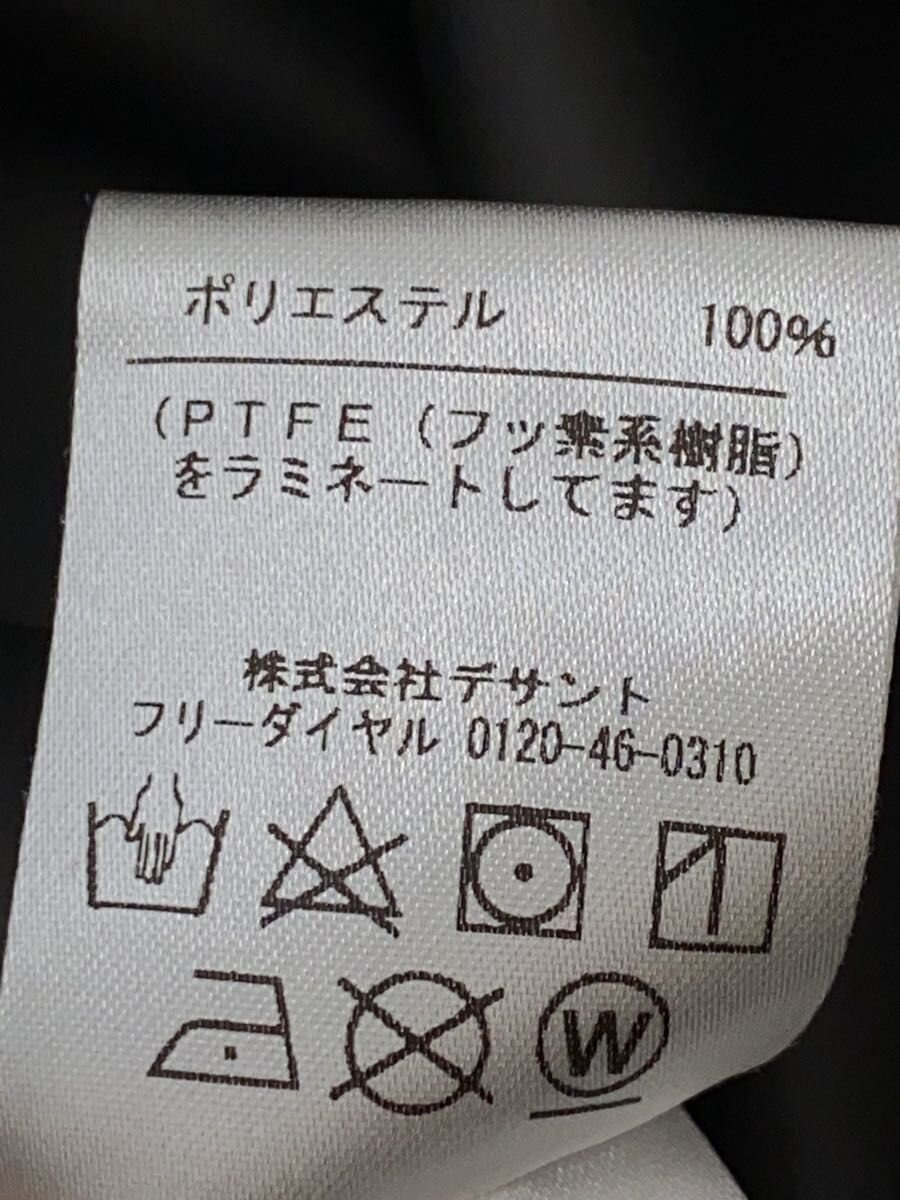 ポリエステル 100%
(PTFE(フッ素系樹脂)
をラミネートしてます)
株式会社デサント
フリーダイヤル 0120-46-0310
W